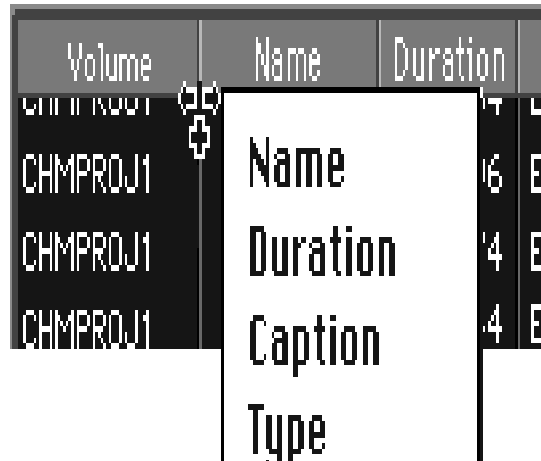 Volume Name Duration
CHMPROJ1
CHMPROJ1
CHMPROJ1
Name
Duration
Caption
Type